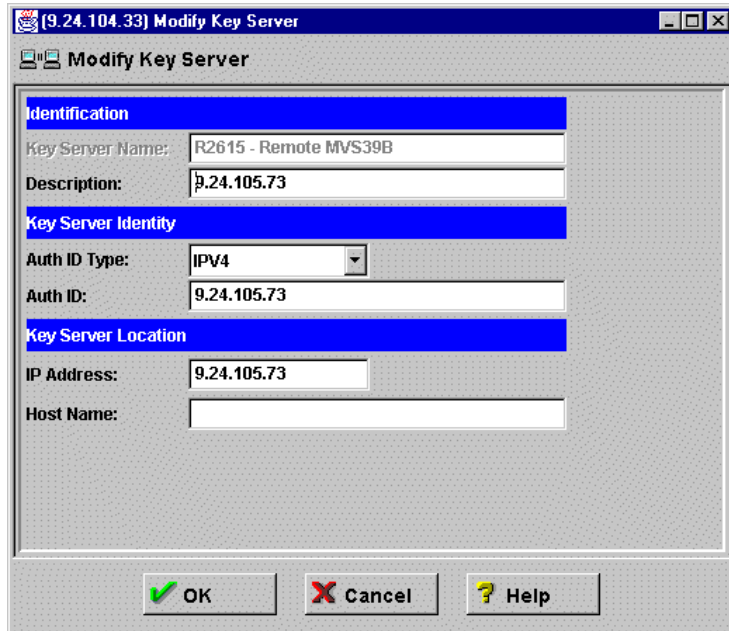 (9.24.104.33) Modify Key Server
Modify Key Server
Identification
Key Server Name: R2615 - Remote MVS39B
Description: 9.24.105.73
Key Server Identity
Auth ID Type: IPV4
Auth ID: 9.24.105.73
Key Server Location
IP Address: 9.24.105.73
Host Name:
OK Cancel ? Help